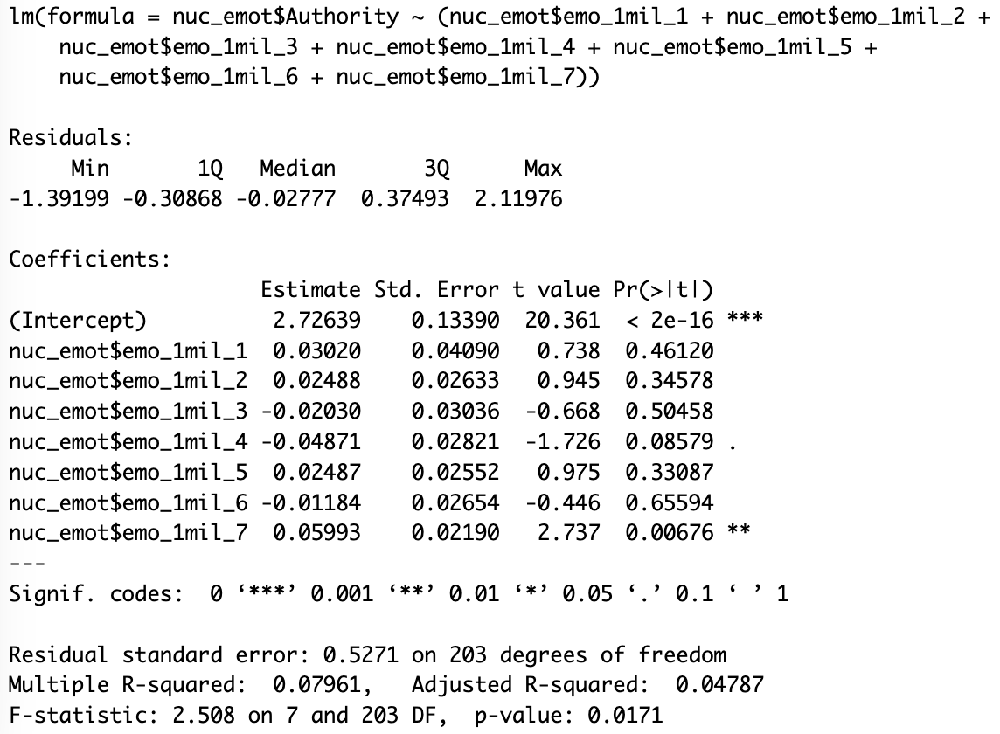 lm(formula = nuc_emot$Authority ~ (nuc_emot$emo_1mil_1 + nuc_emot$emo_1mil_2 +
    nuc_emot$emo_1mil_3 + nuc_emot$emo_1mil_4 + nuc_emot$emo_1mil_5 +
    nuc_emot$emo_1mil_6 + nuc_emot$emo_1mil_7))

Residuals:
     Min       1Q   Median       3Q      Max
-1.39199 -0.30868 -0.02777  0.37493  2.11976

Coefficients:
                    Estimate Std. Error t value Pr(>|t|)
(Intercept)          2.72639    0.13390  20.361  < 2e-16 ***
nuc_emot$emo_1mil_1  0.03020    0.04090   0.738  0.46120
nuc_emot$emo_1mil_2  0.02488    0.02633   0.945  0.34578
nuc_emot$emo_1mil_3 -0.02030    0.03036  -0.668  0.50458
nuc_emot$emo_1mil_4 -0.04871    0.02821  -1.726  0.08579 .
nuc_emot$emo_1mil_5  0.02487    0.02552   0.975  0.33087
nuc_emot$emo_1mil_6 -0.01184    0.02654  -0.446  0.65594
nuc_emot$emo_1mil_7  0.05993    0.02190   2.737  0.00676 **
---
Signif. codes:  0 ‘***’ 0.001 ‘**’ 0.01 ‘*’ 0.05 ‘.’ 0.1 ‘ ’ 1

Residual standard error: 0.5271 on 203 degrees of freedom
Multiple R-squared:  0.07961,	Adjusted R-squared:  0.04787
F-statistic: 2.508 on 7 and 203 DF,  p-value: 0.0171